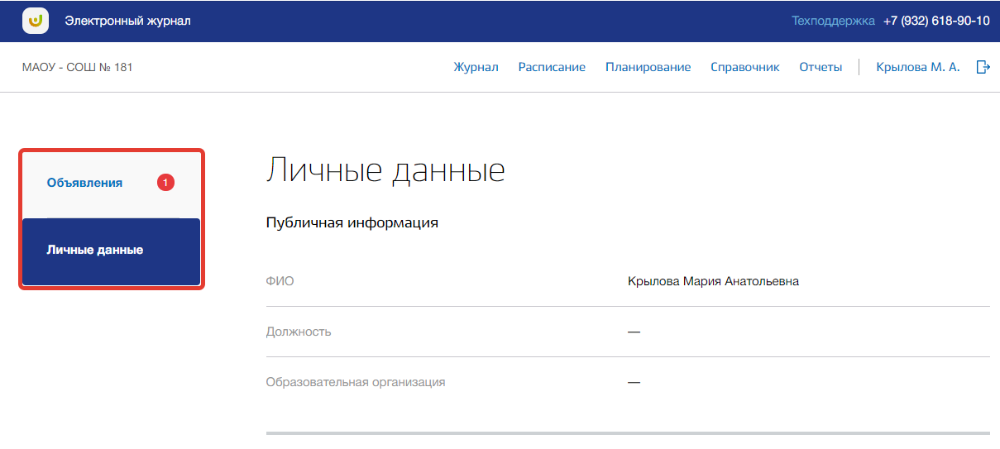 Электронный журнал Техподдержка +7 (932) 618-90-10
МАОУ - СОШ № 181 Журнал Расписание Планирование Справочник Отчеты Крылова М. А.
Объявления 1
Личные данные
Личные данные
Публичная информация
ФИО Крылова Мария Анатольевна
Должность —
Образовательная организация —